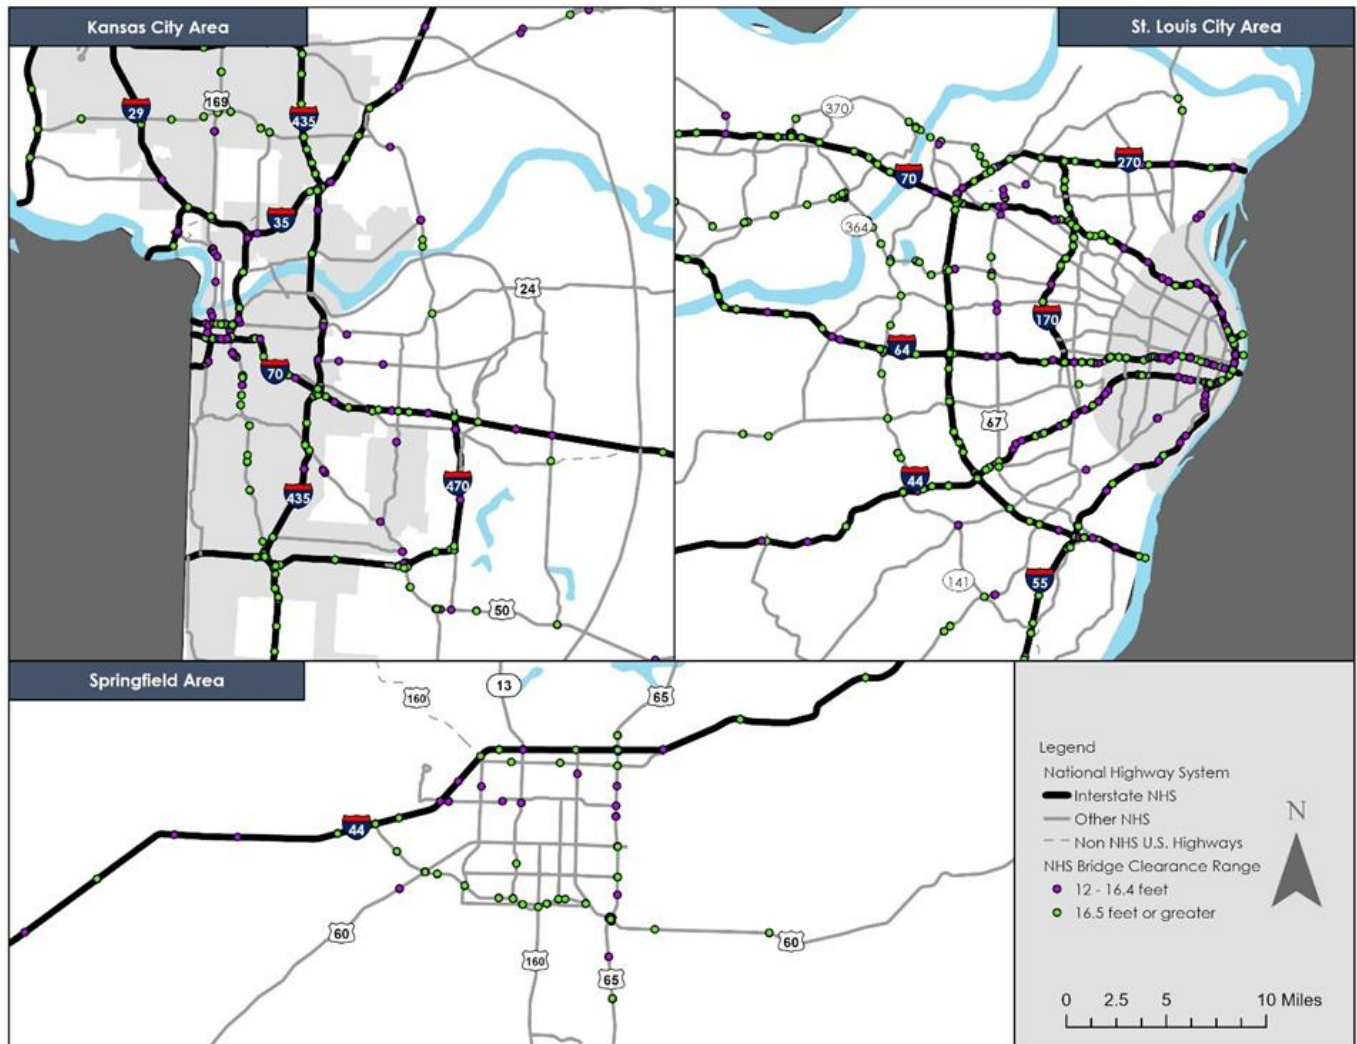 Kansas City Area
St. Louis City Area
29
169
435
35
24
70
435
470
50
370
270
70
364
170
64
67
44
141
55
Springfield Area
160
13
65
44
60
160
65
60
Legend
National Highway System
Interstate NHS
Other NHS
Non NHS U.S. Highways
NHS Bridge Clearance Range
12 - 16.4 feet
16.5 feet or greater
N
0 2.5 5 10 Miles